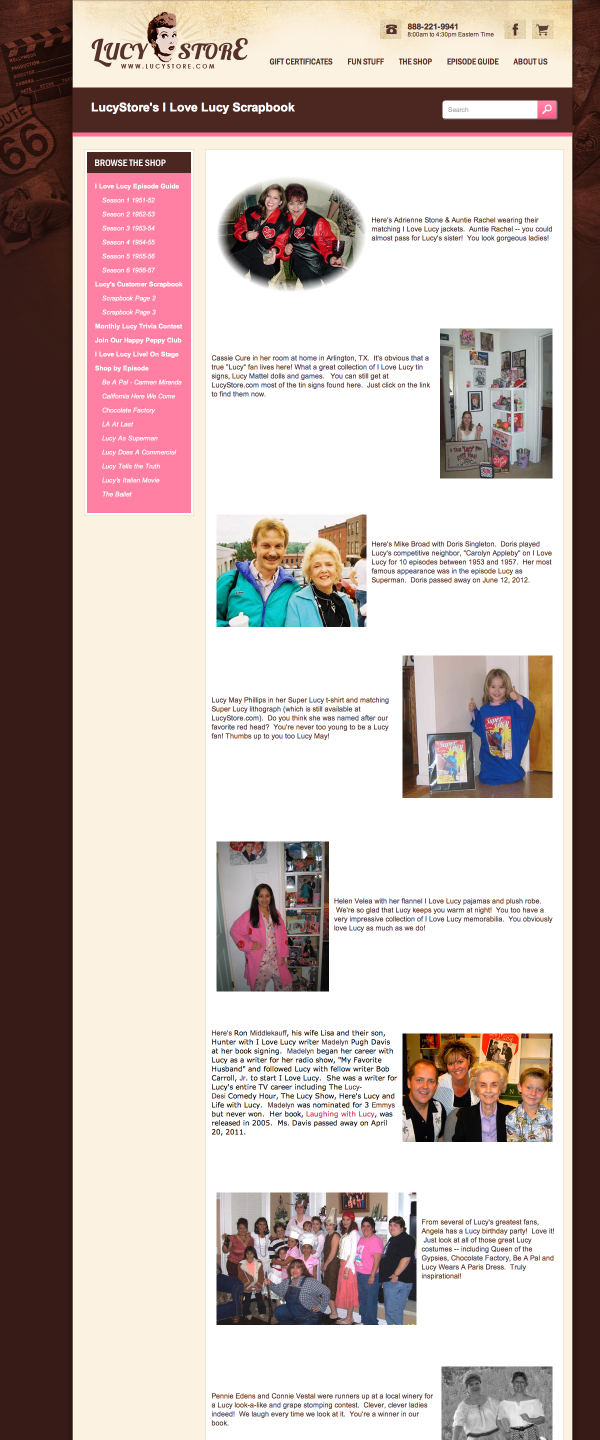 LUCY STORE
WWW.LUCYSTORE.COM
888-221-9941
8:00am to 4:30pm Eastern Time
GIFT CERTIFICATES FUN STUFF THE SHOP EPISODE GUIDE ABOUT US
LucyStore's I Love Lucy Scrapbook
Search
ROUTE
66
BROWSE THE SHOP
I Love Lucy Episode Guide
Season 1 1951-52
Season 2 1952-53
Season 3 1953-54
Season 4 1954-55
Season 5 1955-56
Season 6 1956-57
Lucy's Customer Scrapbook
Scrapbook Page 2
Scrapbook Page 3
Monthly Lucy Trivia Contest
Join Our Happy Peppy Club
I Love Lucy Live! On Stage
Shop by Episode
Be A Pal - Carmen Miranda
California Here We Come
Chocolate Factory
LA At Last
Lucy As Superman
Lucy Does A Commercial
Lucy Tells the Truth
Lucy's Italian Movie
The Ballet
Here's Adrienne Stone & Auntie Rachel wearing their
matching I Love Lucy jackets. Auntie Rachel -- you could
almost pass for Lucy's sister! You look gorgeous ladies!
Cassie Cure in her room at home in Arlington, TX. It's obvious that a
true "Lucy" fan lives here! What a great collection of I Love Lucy tin
signs, Lucy Mattel dolls and games. You can still get at
LucyStore.com most of the tin signs found here. Just click on the link
to find them now.
Here's Mike Broad with Doris Singleton. Doris played
Lucy's competitive neighbor, "Carolyn Appleby" on I Love
Lucy for 10 episodes between 1953 and 1957. Her most
famous appearance was in the episode Lucy as
Superman. Doris passed away on June 12, 2012.
Lucy May Phillips in her Super Lucy t-shirt and matching
Super Lucy lithograph (which is still available at
LucyStore.com). Do you think she was named after our
favorite red head? You're never too young to be a Lucy
fan! Thumbs up to you too Lucy May!
Helen Velea with her flannel I Love Lucy pajamas and plush robe.
We're so glad that Lucy keeps you warm at night! You too have a
very impressive collection of I Love Lucy memorabilia. You obviously
love Lucy as much as we do!
Here's Ron Middlekauff, his wife Lisa and their son,
Hunter with I Love Lucy writer Madelyn Pugh Davis
at her book signing. Madelyn began her career with
Lucy as a writer for her radio show, "My Favorite
Husband" and followed Lucy with fellow writer Bob
Carroll, Jr. to start I Love Lucy. She was a writer for
Lucy's entire TV career including The Lucy-
Desi Comedy Hour, The Lucy Show, Here's Lucy and
Life with Lucy. Madelyn was nominated for 3 Emmys
but never won. Her book, Laughing with Lucy, was
released in 2005. Ms. Davis passed away on April
20, 2011.
From several of Lucy's greatest fans,
Angela has a Lucy birthday party! Love it!
Just look at all of those great Lucy
costumes -- including Queen of the
Gypsies, Chocolate Factory, Be A Pal and
Lucy Wears A Paris Dress. Truly
inspirational!
Pennie Edens and Connie Vestal were runners up at a local winery for
a Lucy look-a-like and grape stomping contest. Clever, clever ladies
indeed! We laugh every time we look at it. You're a winner in our
book.